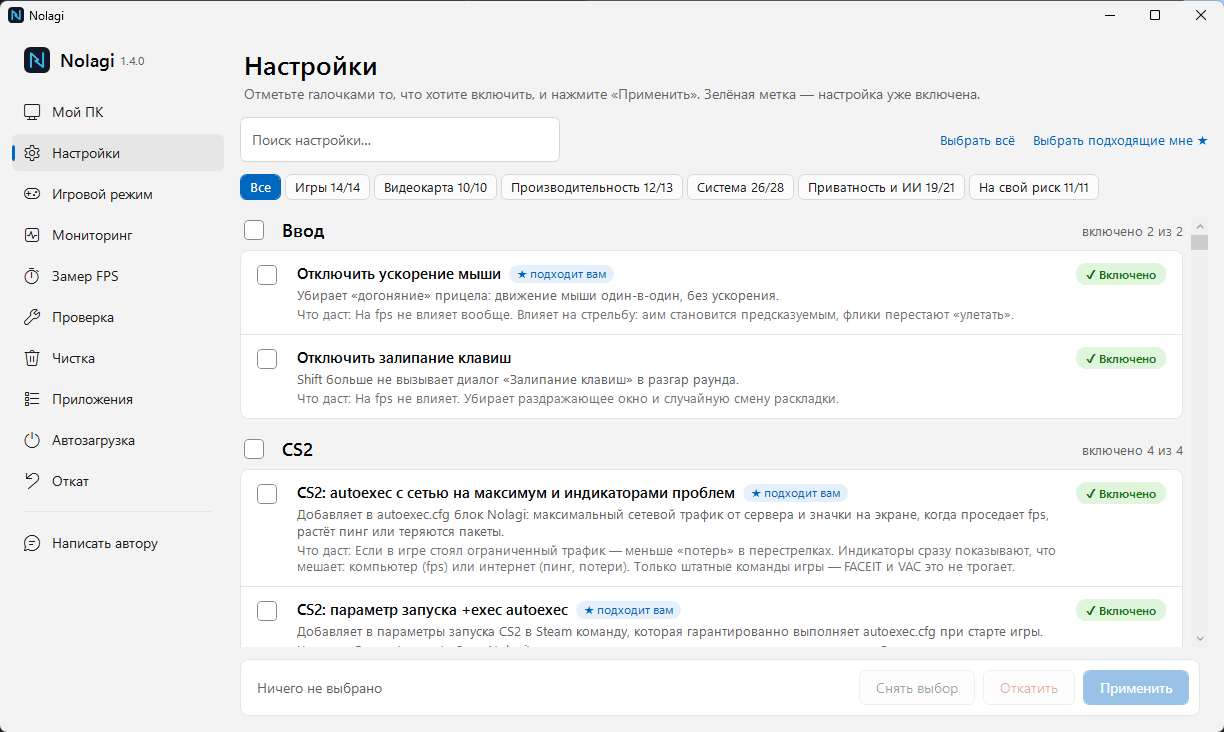 Nolagi
Nolagi 1.4.0
Мой ПК
Настройки
Игровой режим
Мониторинг
Замер FPS
Проверка
Чистка
Приложения
Автозагрузка
Откат
Написать автору
Настройки
Отметьте галочками то, что хотите включить, и нажмите «Применить». Зелёная метка — настройка уже включена.
Поиск настройки...
Выбрать всё Выбрать подходящие мне ★
Все Игры 14/14 Видеокарта 10/10 Производительность 12/13 Система 26/28 Приватность и ИИ 19/21 На свой риск 11/11
Ввод включено 2 из 2
Отключить ускорение мыши ★ подходит вам ✓ Включено
Убирает «догоняние» прицела: движение мыши один-в-один, без ускорения.
Что даст: На fps не влияет вообще. Влияет на стрельбу: аим становится предсказуемым, флики перестают «улетать».
Отключить залипание клавиш ✓ Включено
Shift больше не вызывает диалог «Залипание клавиш» в разгар раунда.
Что даст: На fps не влияет. Убирает раздражающее окно и случайную смену раскладки.
CS2 включено 4 из 4
CS2: autoexec с сетью на максимум и индикаторами проблем ★ подходит вам ✓ Включено
Добавляет в autoexec.cfg блок Nolagi: максимальный сетевой трафик от сервера и значки на экране, когда проседает fps,
растёт пинг или теряются пакеты.
Что даст: Если в игре стоял ограниченный трафик — меньше «потерь» в перестрелках. Индикаторы сразу показывают, что
мешает: компьютер (fps) или интернет (пинг, потери). Только штатные команды игры — FACEIT и VAC это не трогает.
CS2: параметр запуска +exec autoexec ★ подходит вам ✓ Включено
Добавляет в параметры запуска CS2 в Steam команду, которая гарантированно выполняет autoexec.cfg при старте игры.
Ничего не выбрано Снять выбор Откатить Применить